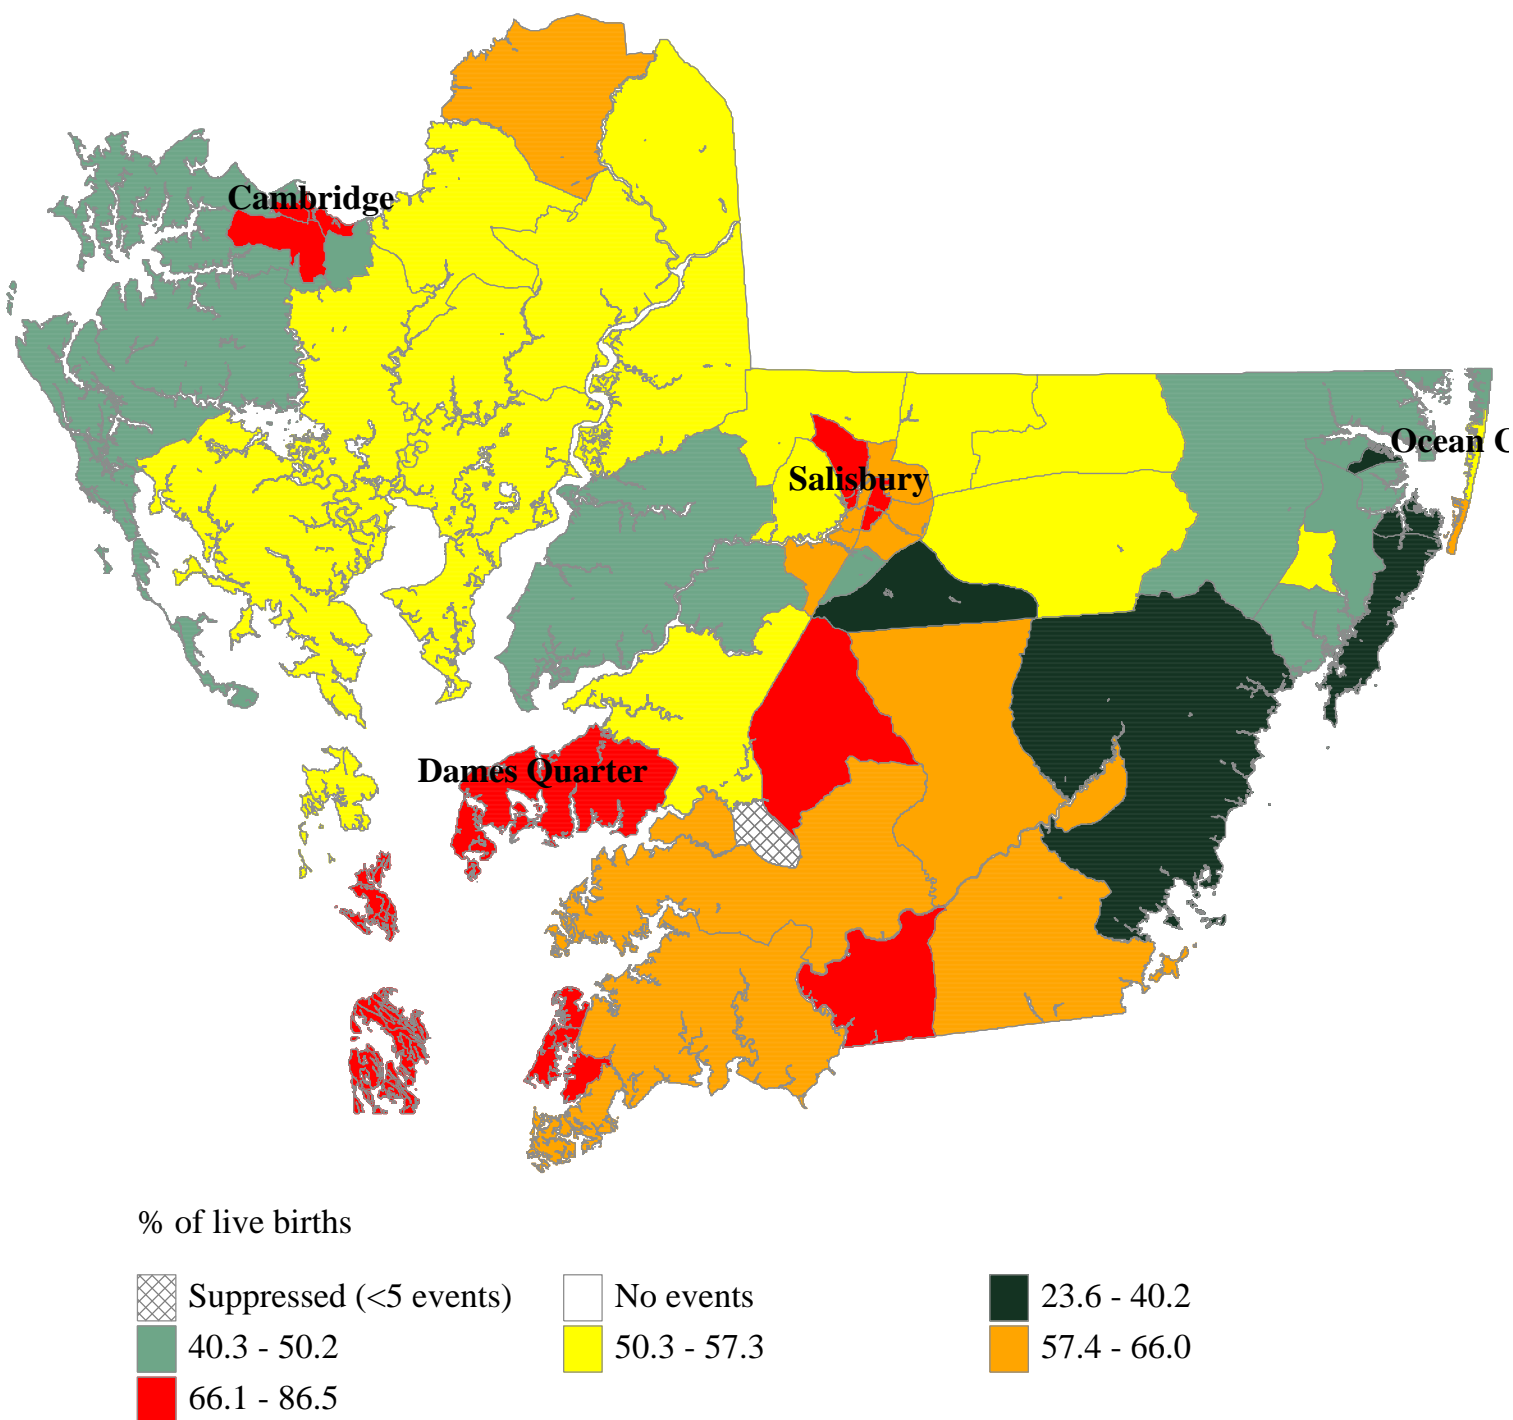 Cambridge
Ocean C
Salisbury
Dames Quarter
% of live births
Suppressed (<5 events)
No events
23.6 - 40.2
40.3 - 50.2
50.3 - 57.3
57.4 - 66.0
66.1 - 86.5